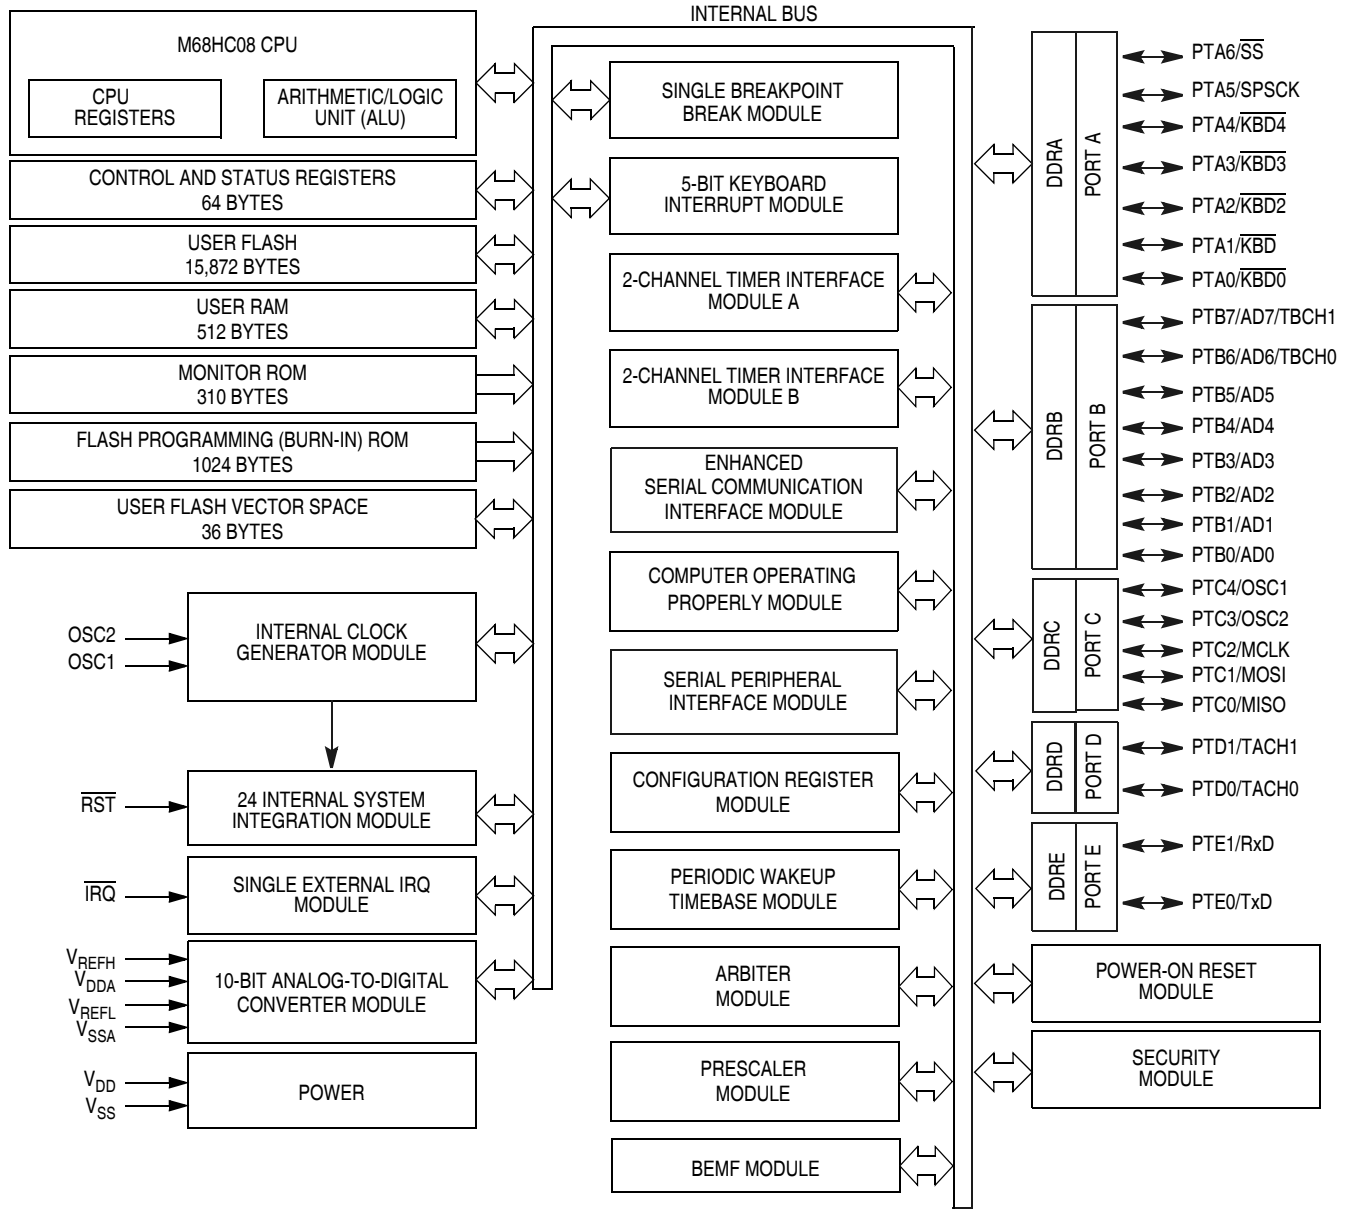 INTERNAL BUS
M68HC08 CPU
CPU
REGISTERS
ARITHMETIC/LOGIC
UNIT (ALU)
CONTROL AND STATUS REGISTERS
64 BYTES
USER FLASH
15,872 BYTES
USER RAM
512 BYTES
MONITOR ROM
310 BYTES
FLASH PROGRAMMING (BURN-IN) ROM
1024 BYTES
USER FLASH VECTOR SPACE
36 BYTES
OSC2
OSC1
INTERNAL CLOCK
GENERATOR MODULE
R̅S̅T̅
24 INTERNAL SYSTEM
INTEGRATION MODULE
I̅R̅Q̅
SINGLE EXTERNAL IRQ
MODULE
VREFH
VDDA
VREFL
VSSA
10-BIT ANALOG-TO-DIGITAL
CONVERTER MODULE
VDD
VSS
POWER
SINGLE BREAKPOINT
BREAK MODULE
5-BIT KEYBOARD
INTERRUPT MODULE
2-CHANNEL TIMER INTERFACE
MODULE A
2-CHANNEL TIMER INTERFACE
MODULE B
ENHANCED
SERIAL COMMUNICATION
INTERFACE MODULE
COMPUTER OPERATING
PROPERLY MODULE
SERIAL PERIPHERAL
INTERFACE MODULE
CONFIGURATION REGISTER
MODULE
PERIODIC WAKEUP
TIMEBASE MODULE
ARBITER
MODULE
PRESCALER
MODULE
BEMF MODULE
DDRA
PORT A
PTA6/S̅S̅
PTA5/SPSCK
PTA4/K̅B̅D̅4̅
PTA3/K̅B̅D̅3̅
PTA2/K̅B̅D̅2̅
PTA1/K̅B̅D̅
PTA0/K̅B̅D̅0̅
DDRB
PORT B
PTB7/AD7/TBCH1
PTB6/AD6/TBCH0
PTB5/AD5
PTB4/AD4
PTB3/AD3
PTB2/AD2
PTB1/AD1
PTB0/AD0
DDRC
PORT C
PTC4/OSC1
PTC3/OSC2
PTC2/MCLK
PTC1/MOSI
PTC0/MISO
DDRD
PORT D
PTD1/TACH1
PTD0/TACH0
DDRE
PORT E
PTE1/RxD
PTE0/TxD
POWER-ON RESET
MODULE
SECURITY
MODULE